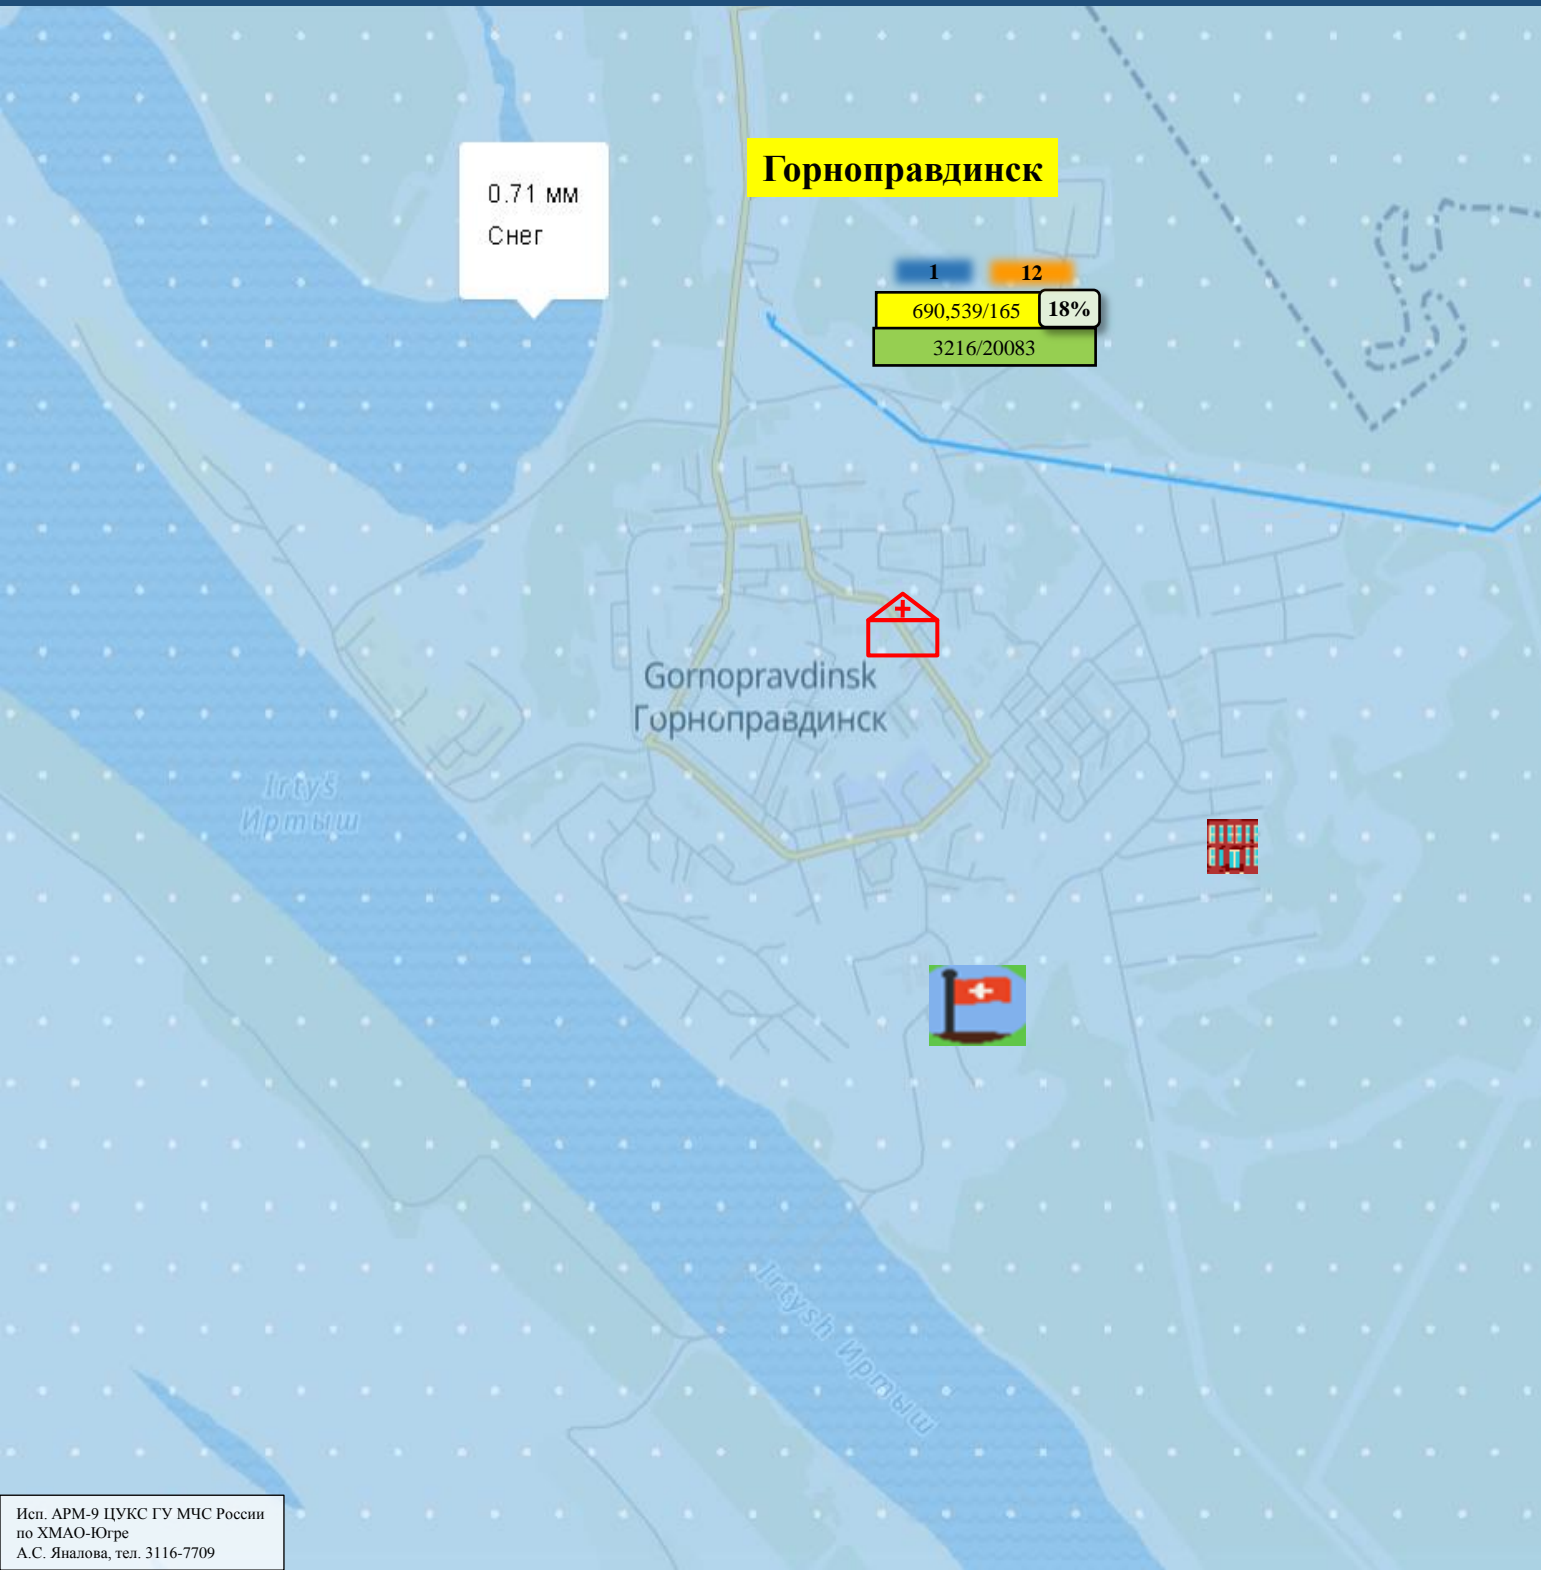 Горноправдинск
0.71 мм
Снег
1
12
690,539/165
18%
3216/20083
Gornopravdinsk
Горноправдинск
Irtyš
Иртыш
Irtysh Иртыш
Исп. АРМ-9 ЦУКС ГУ МЧС России
по ХМАО-Югре
А.С. Яналова, тел. 3116-7709